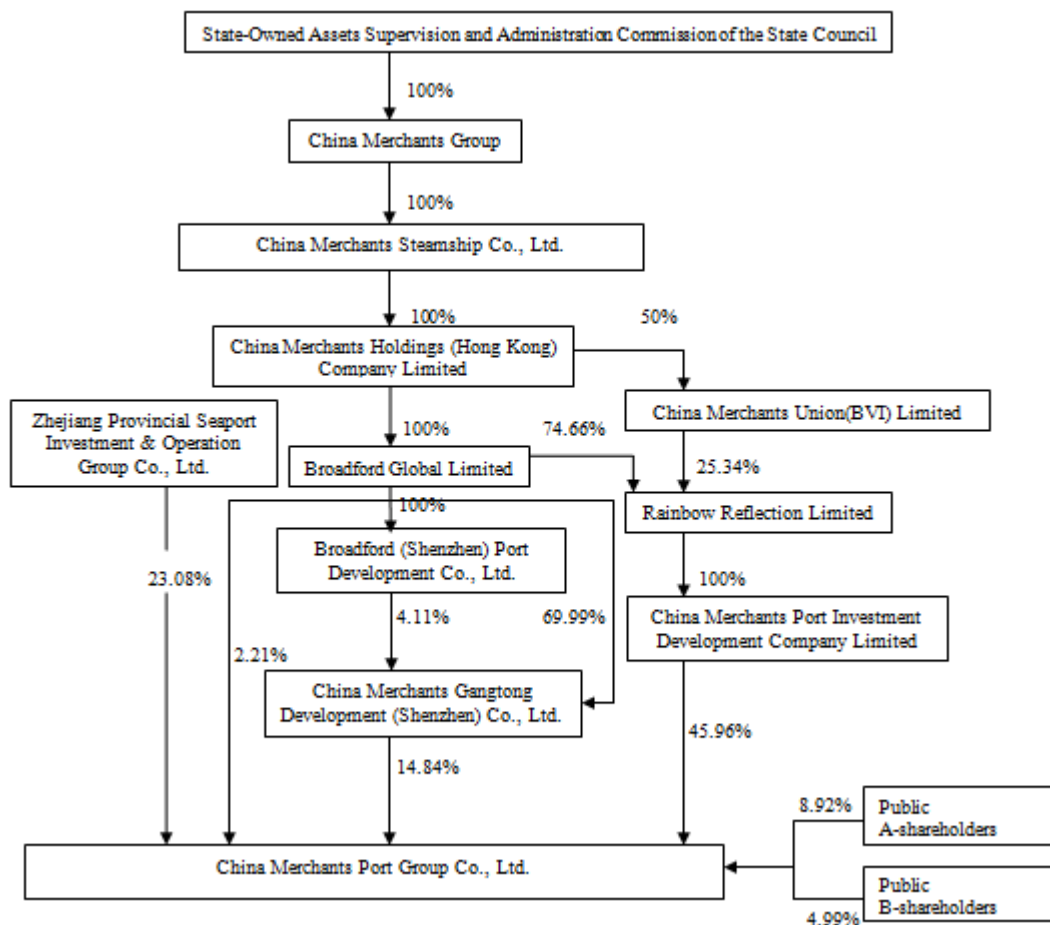 State-Owned Assets Supervision and Administration Commission of the State Council
100%
China Merchants Group
100%
China Merchants Steamship Co., Ltd.
100%
50%
China Merchants Holdings (Hong Kong)
Company Limited
Zhejiang Provincial Seaport
Investment & Operation
Group Co., Ltd.
China Merchants Union(BVI) Limited
100%
74.66%
25.34%
Broadford Global Limited
100%
Rainbow Reflection Limited
Broadford (Shenzhen) Port
Development Co., Ltd.
23.08%
100%
4.11%
69.99%
China Merchants Port Investment
Development Company Limited
2.21%
China Merchants Gangtong
Development (Shenzhen) Co., Ltd.
45.96%
14.84%
8.92%
Public
A-shareholders
China Merchants Port Group Co., Ltd.
Public
B-shareholders
4.99%